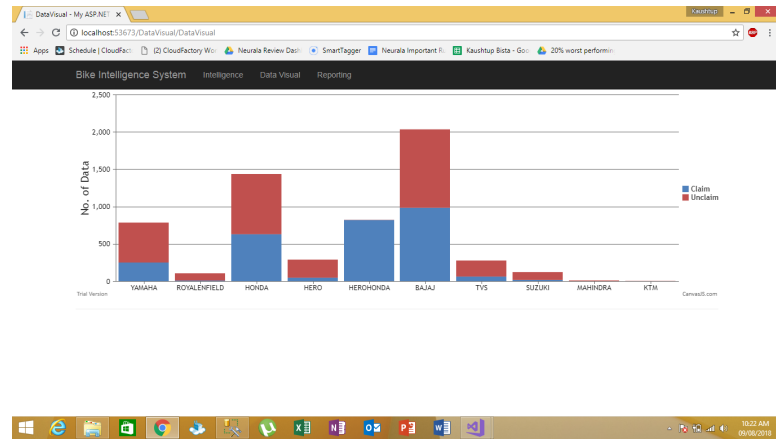 Kaushtup
DataVisual - My ASP.NET
localhost:53673/DataVisual/DataVisual
Apps Schedule | CloudFact (2) CloudFactory Wor Neurala Review Dash SmartTagger Neurala Important R Kaushtup Bista - Goo 20% worst performin
Bike Intelligence System Intelligence Data Visual Reporting
2,500
2,000
1,500
1,000
500
0
No. of Data
Claim
Unclaim
YAMAHA ROYALENFIELD HONDA HERO HEROHONDA BAJAJ TVS SUZUKI MAHINDRA KTM
Trial Version CanvasJS.com
10:22 AM
09/08/2018